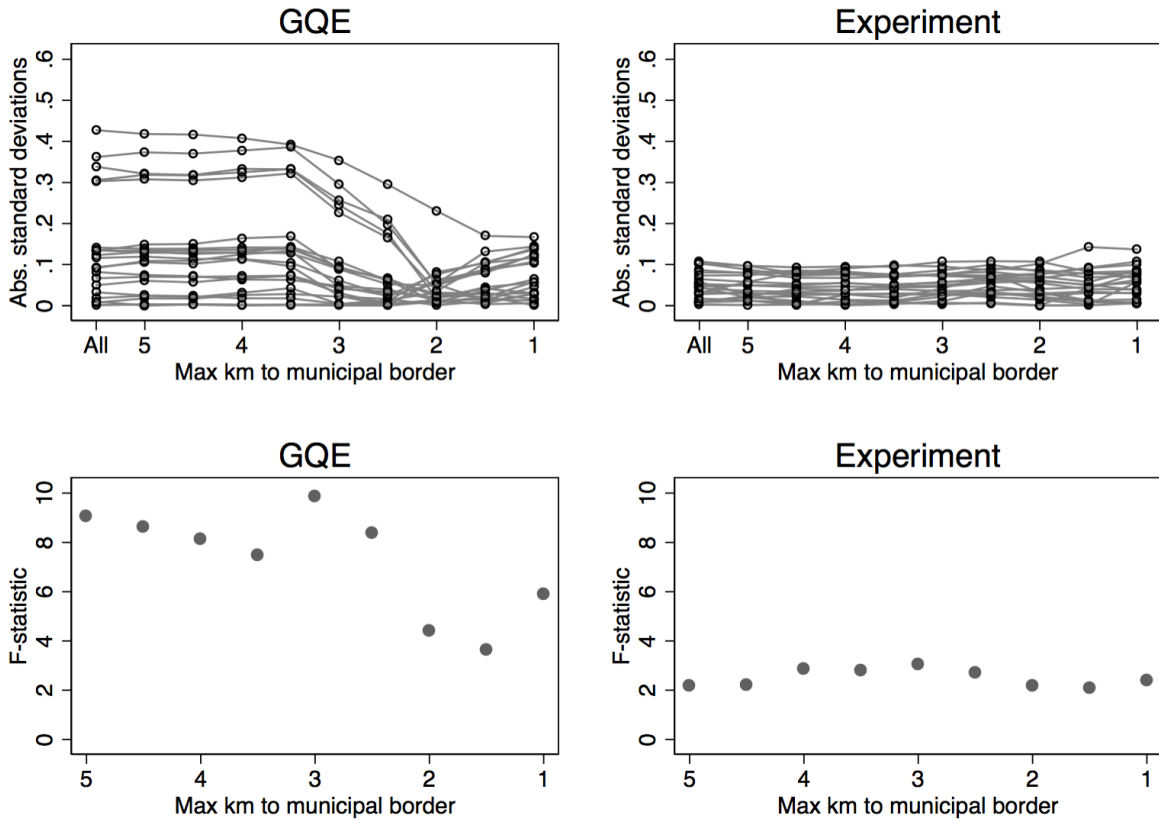 GQE
Abs. standard deviations
.6
.5
.4
.3
.2
.1
0
All 5 4 3 2 1
Max km to municipal border
Experiment
Abs. standard deviations
.6
.5
.4
.3
.2
.1
0
All 5 4 3 2 1
Max km to municipal border
GQE
F-statistic
10
8
6
4
2
0
5 4 3 2 1
Max km to municipal border
Experiment
F-statistic
10
8
6
4
2
0
5 4 3 2 1
Max km to municipal border